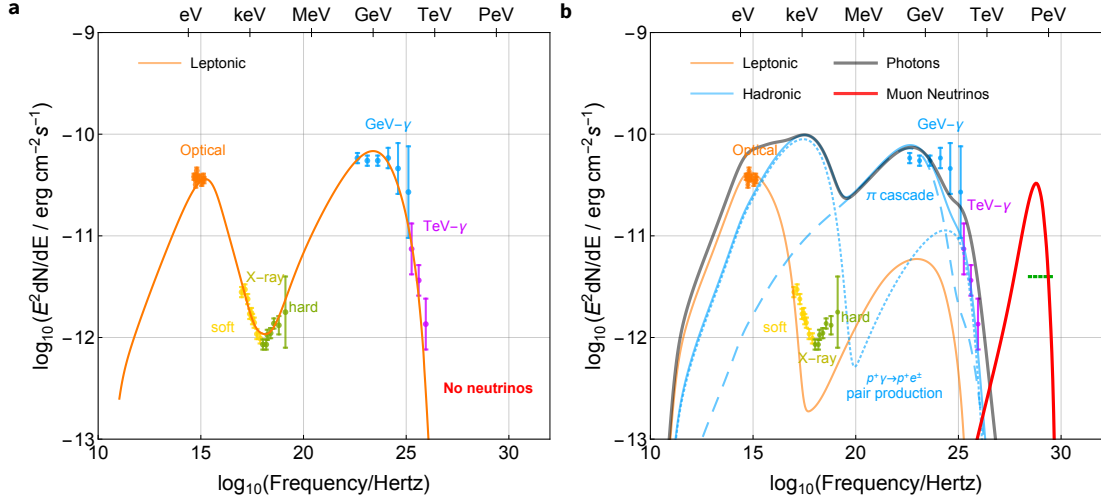 a
eV keV MeV GeV TeV PeV
−9
−10
−11
−12
−13
log₁₀(E²dN/dE / erg cm⁻²s⁻¹)
Leptonic
Optical
GeV−γ
TeV−γ
X−ray
soft
hard
No neutrinos
10 15 20 25 30
log₁₀(Frequency/Hertz)
b
eV keV MeV GeV TeV PeV
−9
−10
−11
−12
−13
log₁₀(E²dN/dE / erg cm⁻²s⁻¹)
Leptonic Photons
Hadronic Muon Neutrinos
Optical
GeV−γ
π cascade
TeV−γ
soft
hard
X−ray
p⁺γ→p⁺e±
pair production
10 15 20 25 30
log₁₀(Frequency/Hertz)